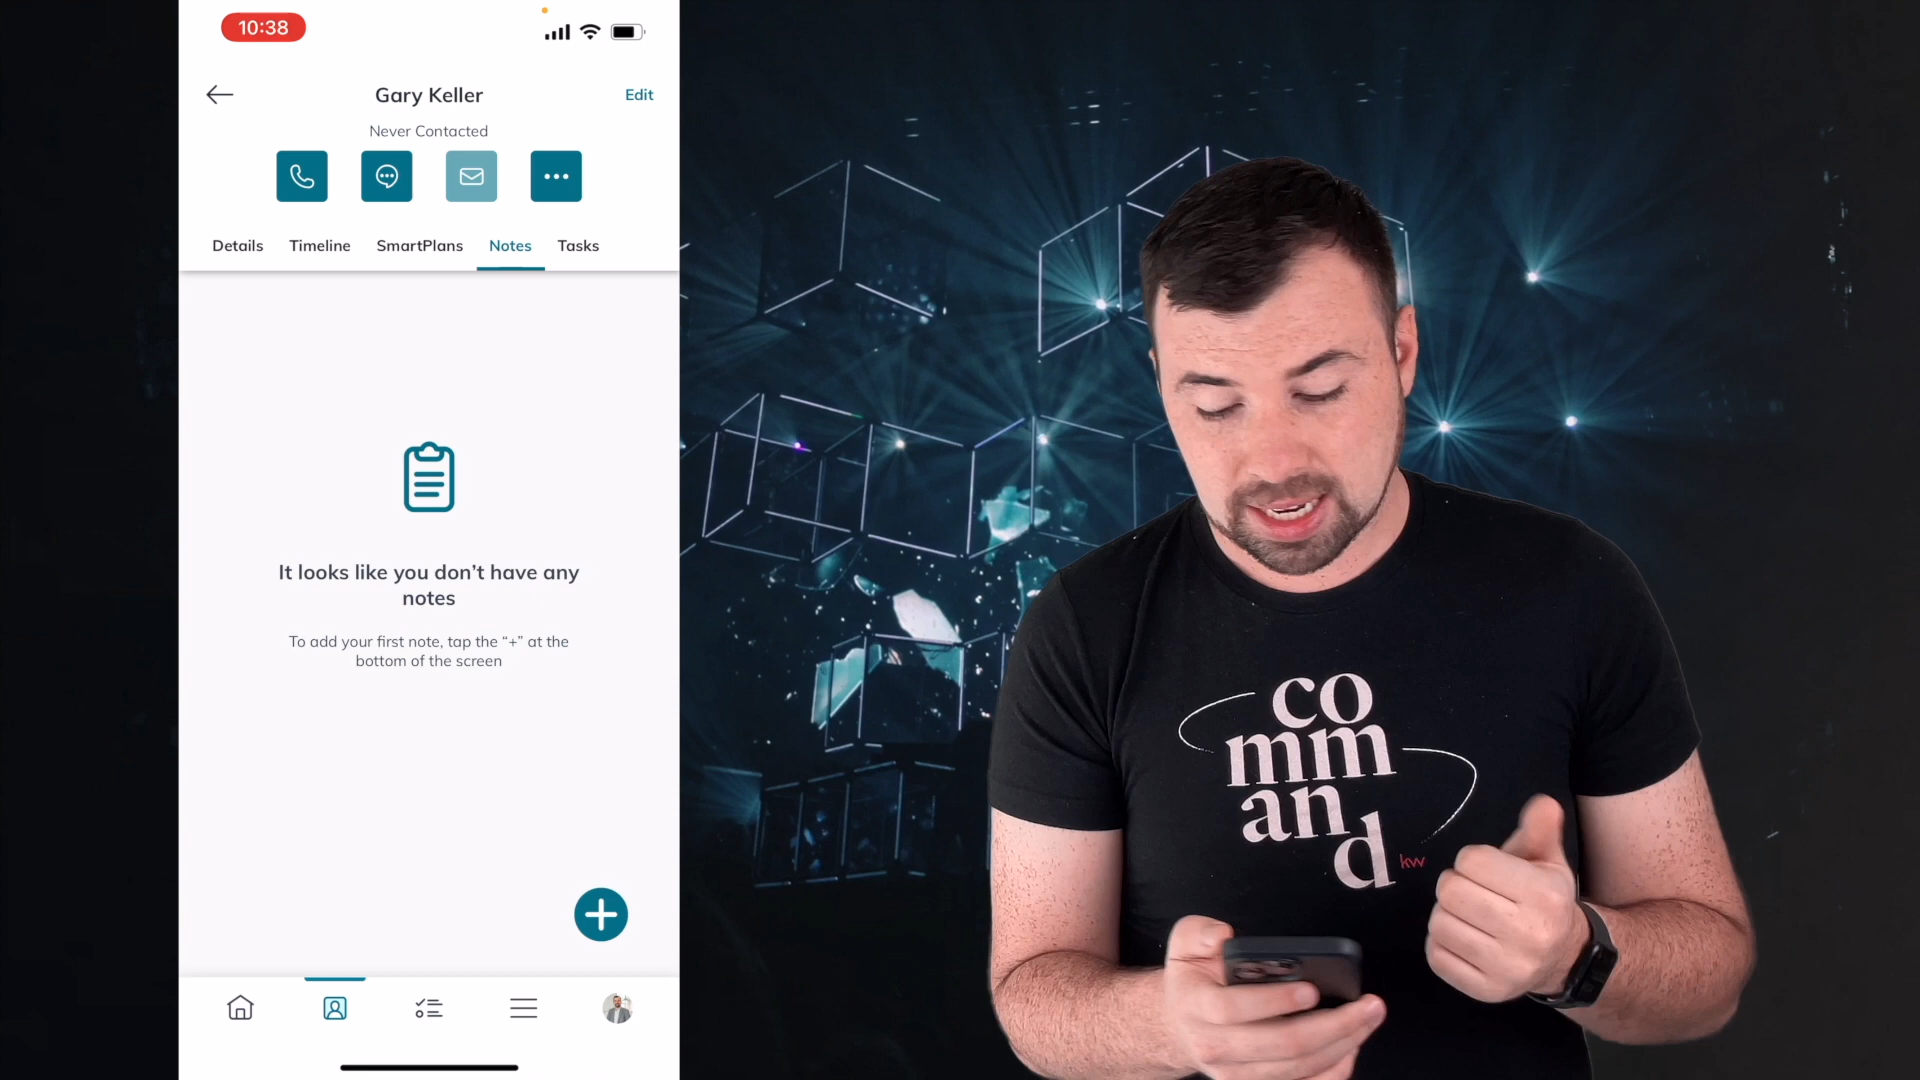 10:38
Gary Keller
Edit
Never Contacted
Details Timeline SmartPlans Notes Tasks
It looks like you don’t have any
notes
To add your first note, tap the “+” at the
bottom of the screen
co
mm
an
d
kw